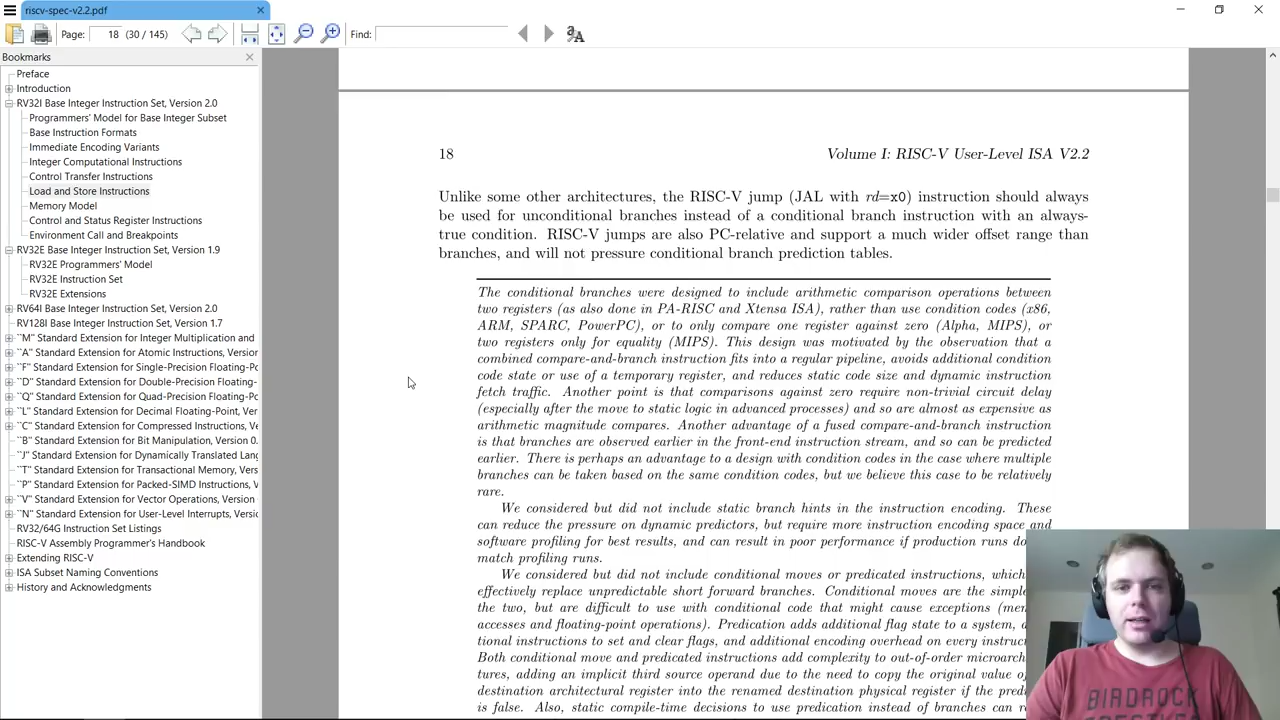 riscv-spec-v2.2.pdf
Page: 18 (30 / 145) Find:
Bookmarks
Preface
Introduction
RV32I Base Integer Instruction Set, Version 2.0
Programmers' Model for Base Integer Subset
Base Instruction Formats
Immediate Encoding Variants
Integer Computational Instructions
Control Transfer Instructions
Load and Store Instructions
Memory Model
Control and Status Register Instructions
Environment Call and Breakpoints
RV32E Base Integer Instruction Set, Version 1.9
RV32E Programmers' Model
RV32E Instruction Set
RV32E Extensions
RV64I Base Integer Instruction Set, Version 2.0
RV128I Base Integer Instruction Set, Version 1.7
``M'' Standard Extension for Integer Multiplication and
``A'' Standard Extension for Atomic Instructions, Version
``F'' Standard Extension for Single-Precision Floating-Po
``D'' Standard Extension for Double-Precision Floating-
``Q'' Standard Extension for Quad-Precision Floating-Po
``L'' Standard Extension for Decimal Floating-Point, Ver
``C'' Standard Extension for Compressed Instructions, Ve
``B'' Standard Extension for Bit Manipulation, Version 0.
``J'' Standard Extension for Dynamically Translated Lang
``T'' Standard Extension for Transactional Memory, Vers
``P'' Standard Extension for Packed-SIMD Instructions, V
``V'' Standard Extension for Vector Operations, Version
``N'' Standard Extension for User-Level Interrupts, Versio
RV32/64G Instruction Set Listings
RISC-V Assembly Programmer's Handbook
Extending RISC-V
ISA Subset Naming Conventions
History and Acknowledgments
18 Volume I: RISC-V User-Level ISA V2.2
Unlike some other architectures, the RISC-V jump (JAL with rd=x0) instruction should always
be used for unconditional branches instead of a conditional branch instruction with an always-
true condition. RISC-V jumps are also PC-relative and support a much wider offset range than
branches, and will not pressure conditional branch prediction tables.
The conditional branches were designed to include arithmetic comparison operations between
two registers (as also done in PA-RISC and Xtensa ISA), rather than use condition codes (x86,
ARM, SPARC, PowerPC), or to only compare one register against zero (Alpha, MIPS), or
two registers only for equality (MIPS). This design was motivated by the observation that a
combined compare-and-branch instruction fits into a regular pipeline, avoids additional condition
code state or use of a temporary register, and reduces static code size and dynamic instruction
fetch traffic. Another point is that comparisons against zero require non-trivial circuit delay
(especially after the move to static logic in advanced processes) and so are almost as expensive as
arithmetic magnitude compares. Another advantage of a fused compare-and-branch instruction
is that branches are observed earlier in the front-end instruction stream, and so can be predicted
earlier. There is perhaps an advantage to a design with condition codes in the case where multiple
branches can be taken based on the same condition codes, but we believe this case to be relatively
rare.
We considered but did not include static branch hints in the instruction encoding. These
can reduce the pressure on dynamic predictors, but require more instruction encoding space and
software profiling for best results, and can result in poor performance if production runs do
match profiling runs.
We considered but did not include conditional moves or predicated instructions, which
effectively replace unpredictable short forward branches. Conditional moves are the simple
the two, but are difficult to use with conditional code that might cause exceptions (mem
accesses and floating-point operations). Predication adds additional flag state to a system, a
tional instructions to set and clear flags, and additional encoding overhead on every instruc
Both conditional move and predicated instructions add complexity to out-of-order microarch
tures, adding an implicit third source operand due to the need to copy the original value of
destination architectural register into the renamed destination physical register if the pred
is false. Also, static compile-time decisions to use predication instead of branches can r
BIRDROCK